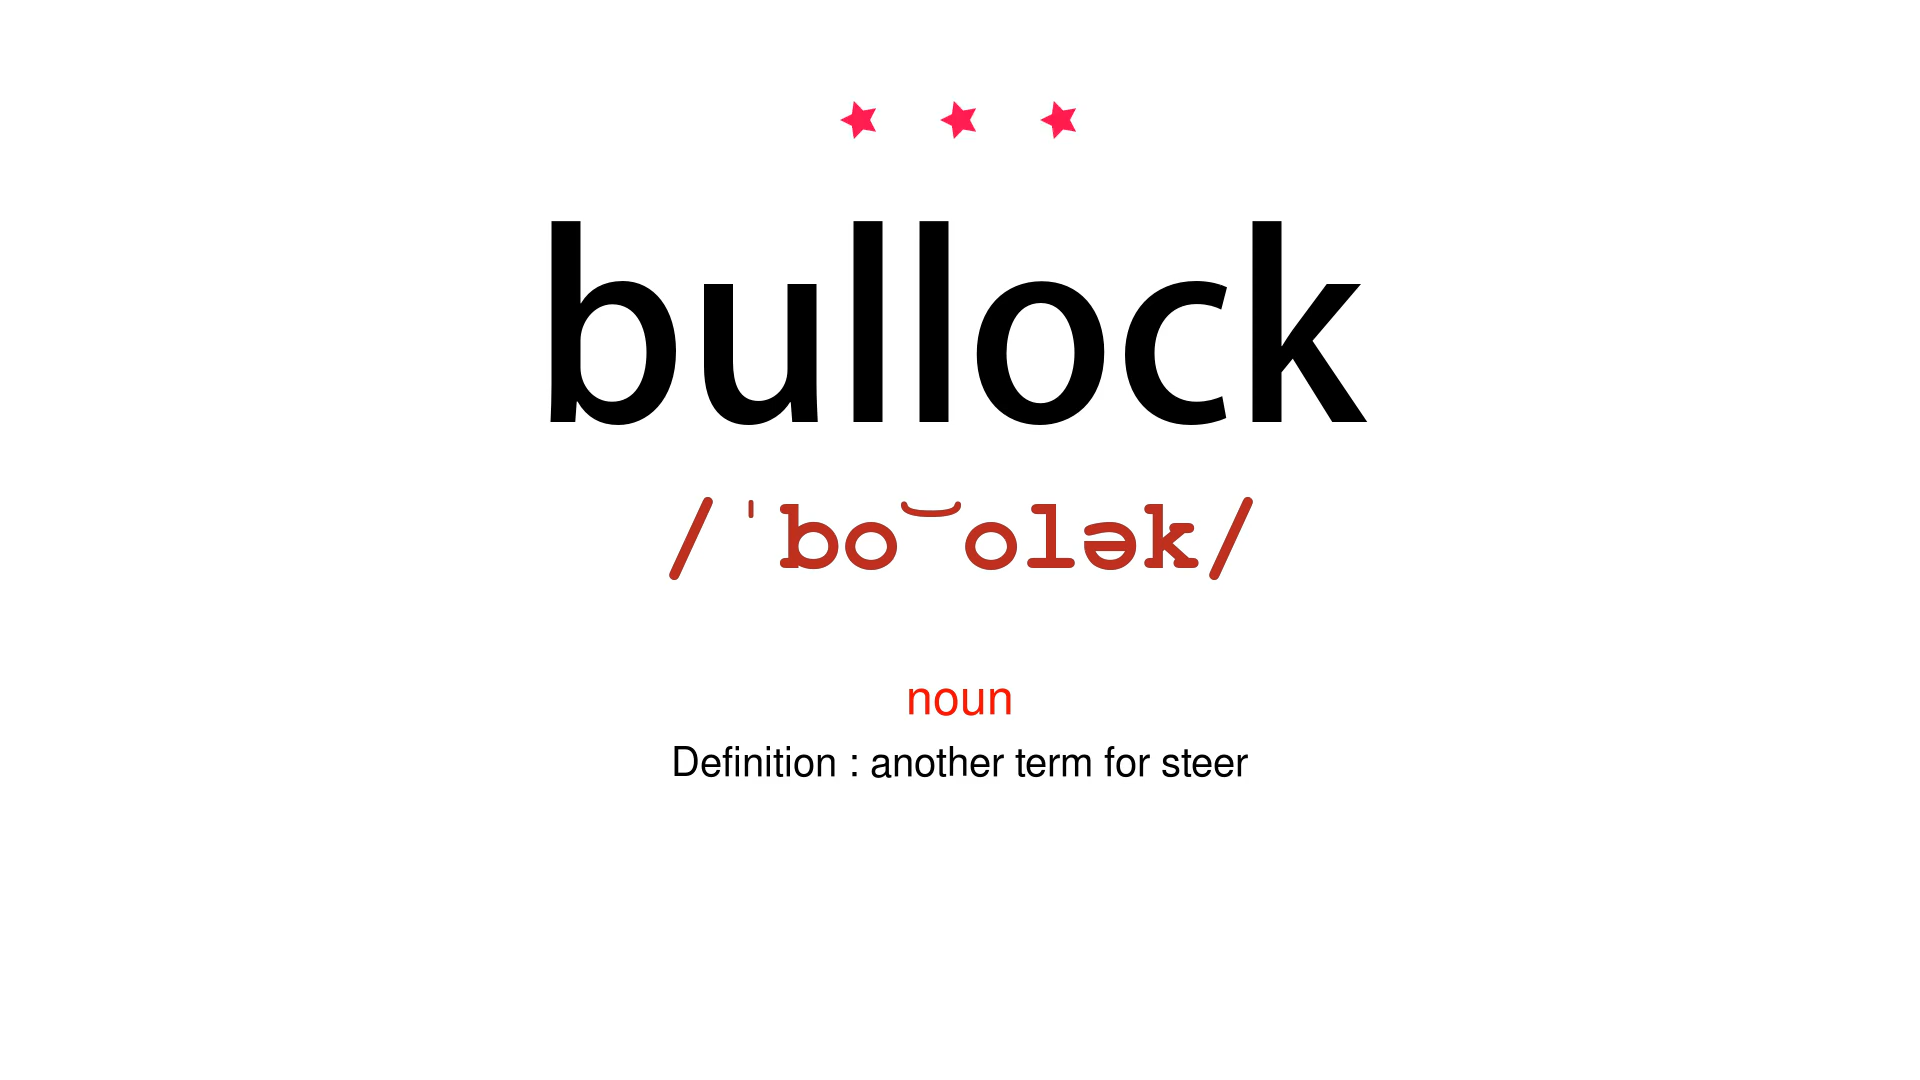 bullock
/ˈbo͝olək/
noun
Definition : another term for steer